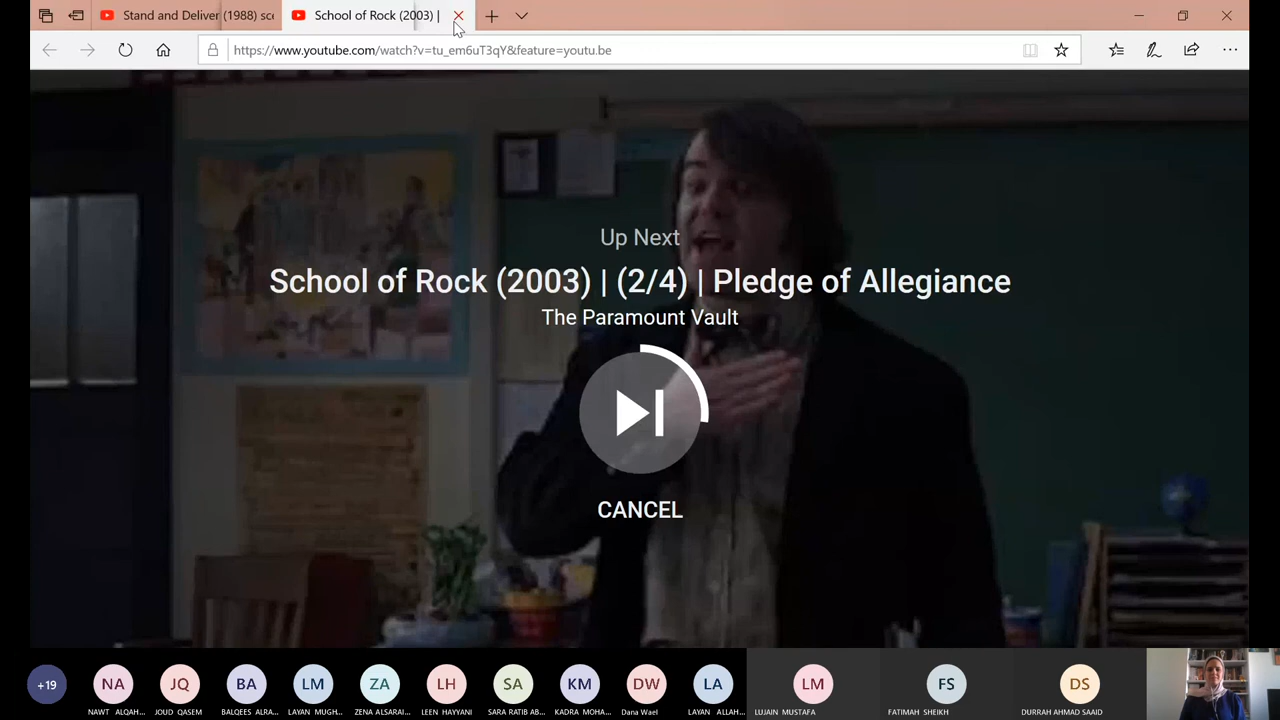 Stand and Deliver (1988) sce
School of Rock (2003) |
https://www.youtube.com/watch?v=tu_em6uT3qY&feature=youtu.be
Up Next
School of Rock (2003) | (2/4) | Pledge of Allegiance
The Paramount Vault
CANCEL
+19
NA
JQ
BA
LM
ZA
LH
SA
KM
DW
LA
LM
FS
DS
NAWT ALQAH...
JOUD QASEM
BALQEES ALRA...
LAYAN MUGH...
ZENA ALSARAI...
LEEN HAYYANI
SARA RATIB AB...
KADRA MOHA...
Dana Wael
LAYAN ALLAH...
LUJAIN MUSTAFA
FATIMAH SHEIKH
DURRAH AHMAD SAAID